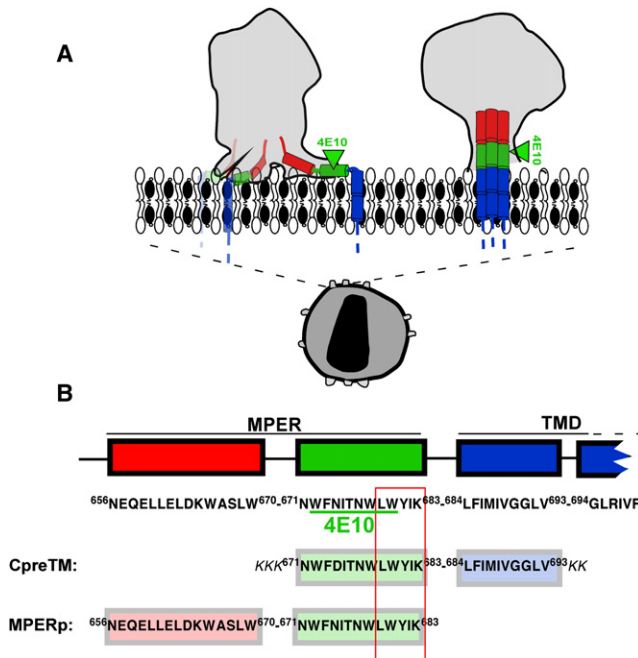 A
4E10
4E10
B
MPER TMD
⁶⁵⁶NEQELLELDKWASLW⁶⁷⁰-⁶⁷¹NWFNITNWLWYIK⁶⁸³-⁶⁸⁴LFIMIVGGLV⁶⁹³-⁶⁹⁴GLRIVF
4E10
CpreTM: KKK⁶⁷¹NWFDITNWLWYIK⁶⁸³-⁶⁸⁴LFIMIVGGLV⁶⁹³KK
MPERp: ⁶⁵⁶NEQELLELDKWASLW⁶⁷⁰-⁶⁷¹NWFNITNWLWYIK⁶⁸³